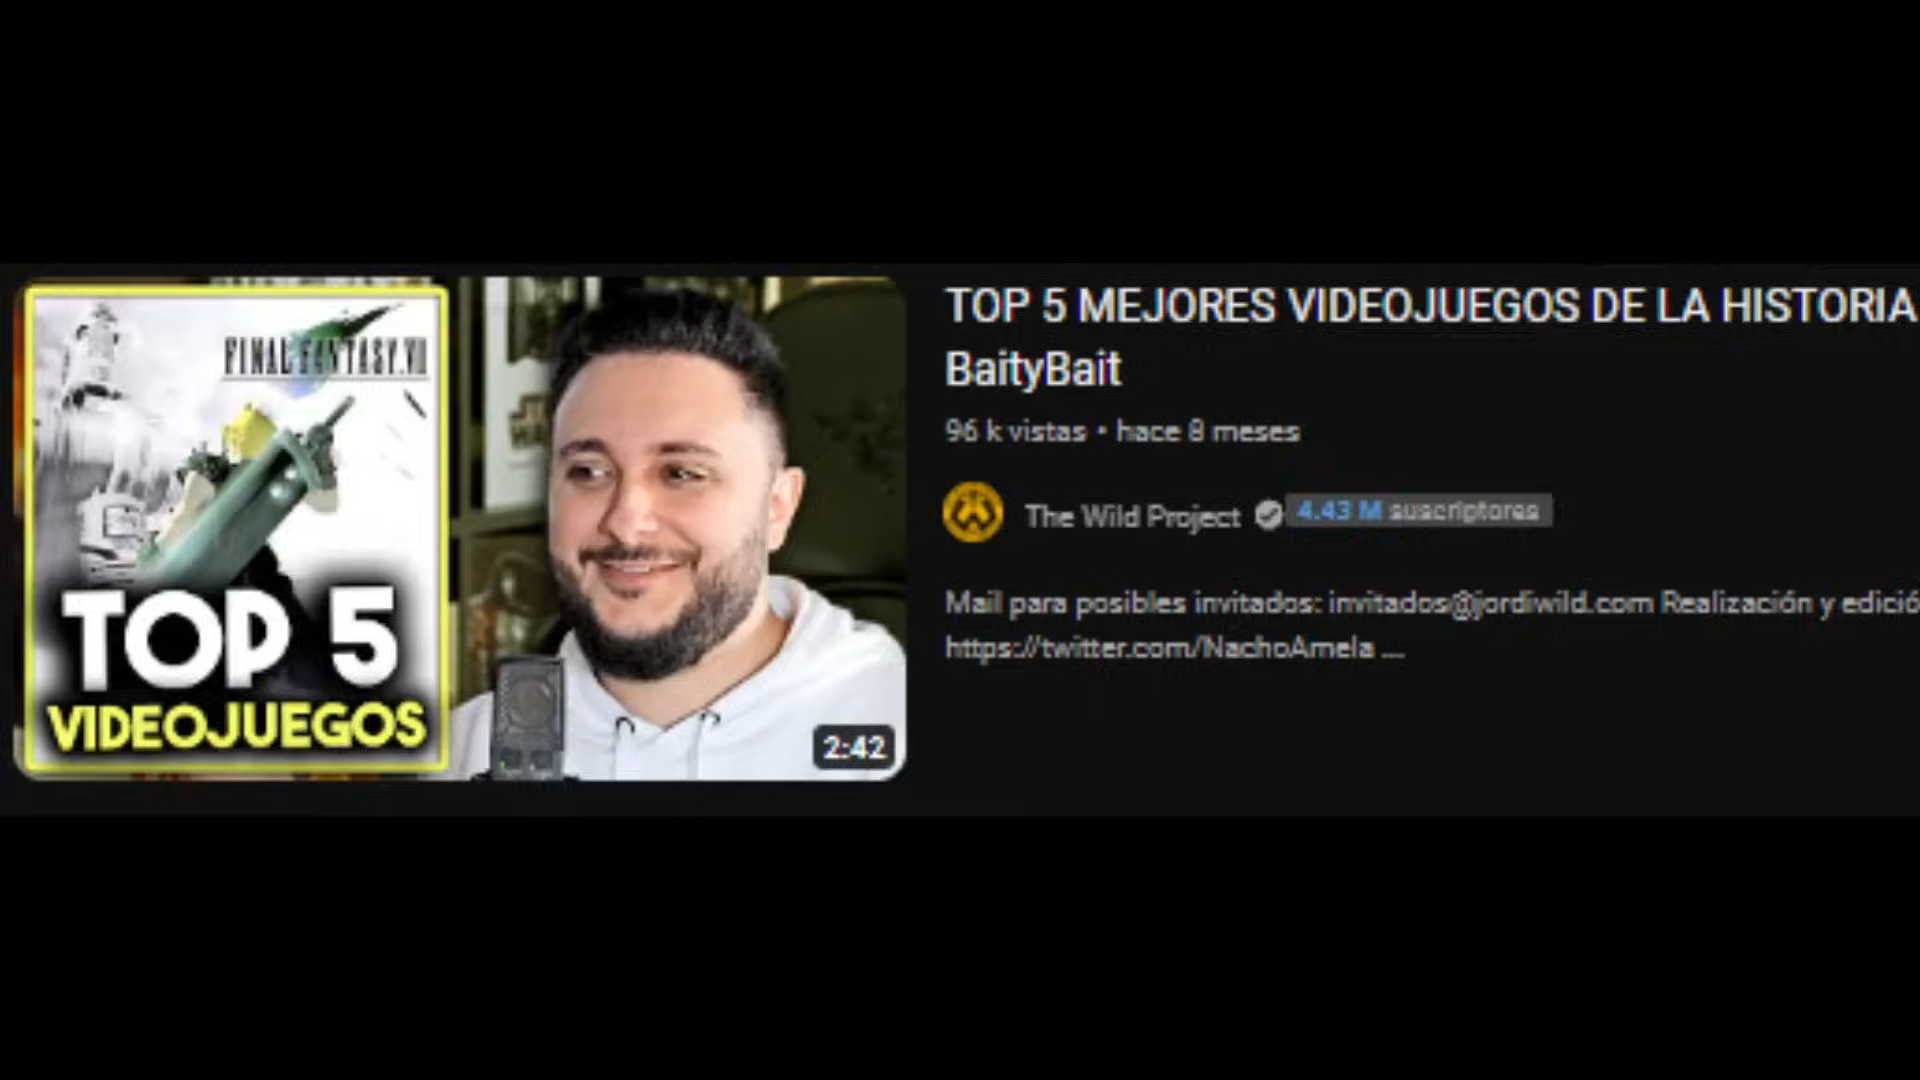 FINAL FANTASY VII
TOP 5
VIDEOJUEGOS
2:42
TOP 5 MEJORES VIDEOJUEGOS DE LA HISTORIA
BaityBait
96 k vistas • hace 8 meses
The Wild Project
4.43 M suscriptores
Mail para posibles invitados: invitados@jordiwild.com Realización y edició
https://twitter.com/NachoAmela ...